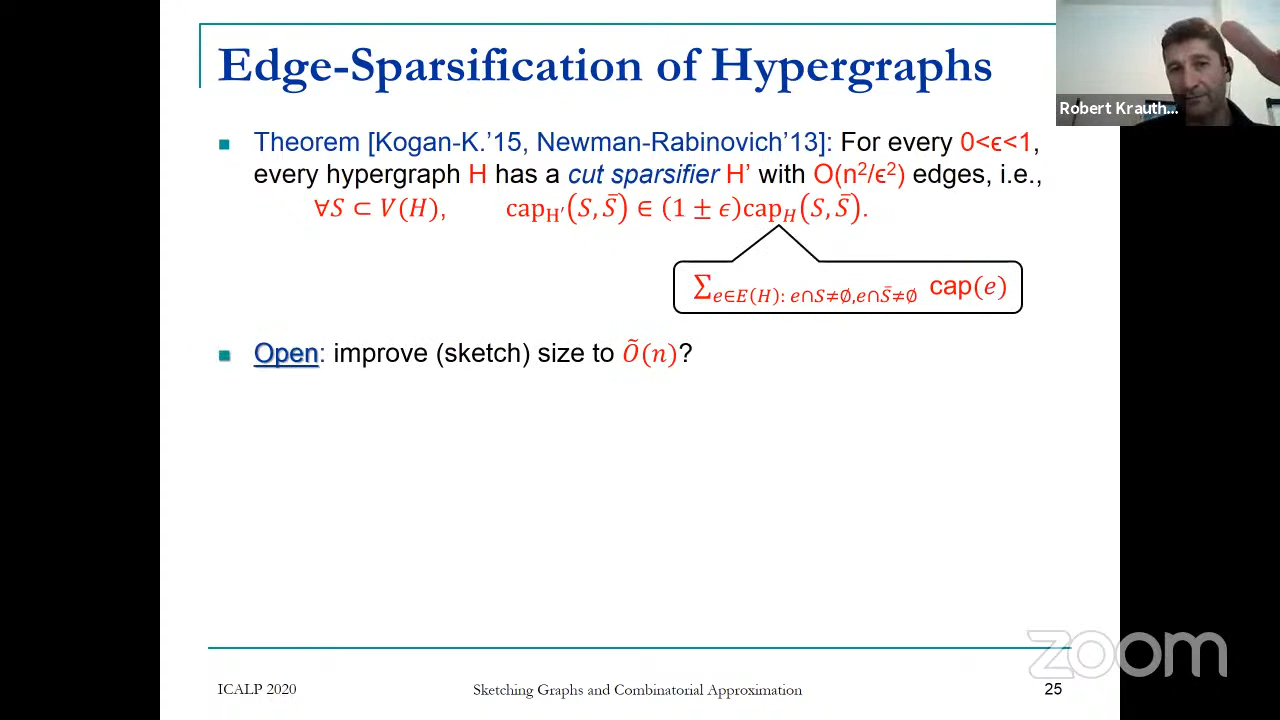 Edge-Sparsification of Hypergraphs
Robert Krauth...
Theorem [Kogan-K.'15, Newman-Rabinovich'13]: For every 0<ϵ<1,
every hypergraph H has a cut sparsifier H' with O(n²/ϵ²) edges, i.e.,
∀S ⊂ V(H), cap_H′(S, S̄) ∈ (1 ± ϵ)cap_H(S, S̄).
∑_{e∈E(H): e∩S≠∅, e∩S̄≠∅} cap(e)
Open: improve (sketch) size to Õ(n)?
zoom
ICALP 2020 Sketching Graphs and Combinatorial Approximation 25